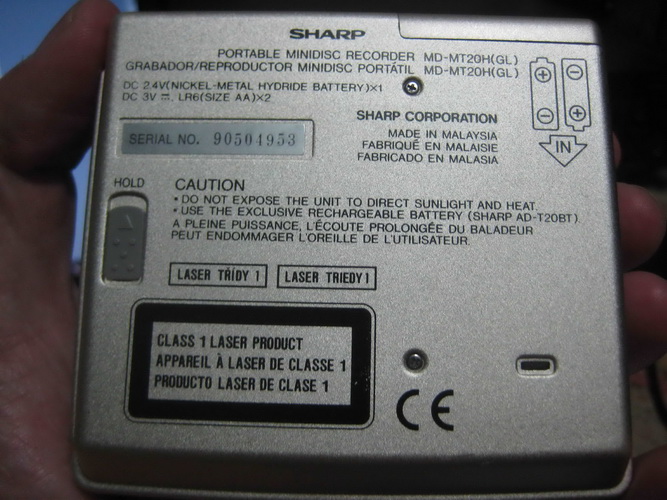 SHARP
PORTABLE MINIDISC RECORDER MD-MT20H(GL)
GRABADOR/REPRODUCTOR MINIDISC PORTÁTIL MD-MT20H(GL)
DC 2.4V(NICKEL-METAL HYDRIDE BATTERY)×1
DC 3V ⎓ LR6(SIZE AA)×2
SHARP CORPORATION
MADE IN MALAYSIA
FABRIQUÉ EN MALAISIE
FABRICADO EN MALASIA
IN
SERIAL NO. 90504953
HOLD
CAUTION
• DO NOT EXPOSE THE UNIT TO DIRECT SUNLIGHT AND HEAT.
• USE THE EXCLUSIVE RECHARGEABLE BATTERY (SHARP AD-T20BT)
A PLEINE PUISSANCE, L'ÉCOUTE PROLONGÉE DU BALADEUR
PEUT ENDOMMAGER L'OREILLE DE L'UTILISATEUR
LASER TŘÍDY 1
LASER TRIEDY 1
CLASS 1 LASER PRODUCT
APPAREIL À LASER DE CLASSE 1
PRODUCTO LASER DE CLASE 1
CE